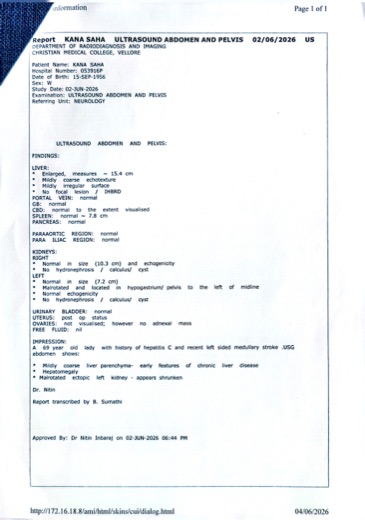 information
Page 1 of 1
Report KANA SAHA ULTRASOUND ABDOMEN AND PELVIS 02/06/2026 US
DEPARTMENT OF RADIODIAGNOSIS AND IMAGING
CHRISTIAN MEDICAL COLLEGE, VELLORE
Patient Name: KANA SAHA
Hospital Number: 053916P
Date of Birth: 15-SEP-1956
Sex: W
Study Date: 02-JUN-2026
Examination: ULTRASOUND ABDOMEN AND PELVIS
Referring Unit: NEUROLOGY
ULTRASOUND ABDOMEN AND PELVIS:
FINDINGS:
LIVER:
* Enlarged, measures ~ 15.4 cm
* Mildly coarse echotexture
* Mildly irregular surface
* No focal lesion / IHBRD
PORTAL VEIN: normal
GB: normal
CBD: normal to the extent visualised
SPLEEN: normal ~ 7.8 cm
PANCREAS: normal
PARAAORTIC REGION: normal
PARA ILIAC REGION: normal
KIDNEYS:
RIGHT
* Normal in size (10.3 cm) and echogenicity
* No hydronephrosis / calculus/ cyst
LEFT
* Normal in size (7.2 cm)
* Malrotated and located in hypogastrium/ pelvis to the left of midline
* Normal echogenicity
* No hydronephrosis / calculus/ cyst
URINARY BLADDER: normal
UTERUS: post op status
OVARIES: not visualised; however no adnexal mass
FREE FLUID: nil
IMPRESSION:
A 69 year old lady with history of hepatitis C and recent left sided medullary stroke .USG
abdomen shows:
* Mildly coarse liver parenchyma- early features of chronic liver disease
* Hepatomegaly
* Malrotated ectopic left kidney - appears shrunken
Dr. Nitin
Report transcribed by B. Sumathi
Approved By: Dr Nitin Inbaraj on 02-JUN-2026 06:44 PM
http://172.16.18.8/ami/html/skins/cui/dialog.html
04/06/2026